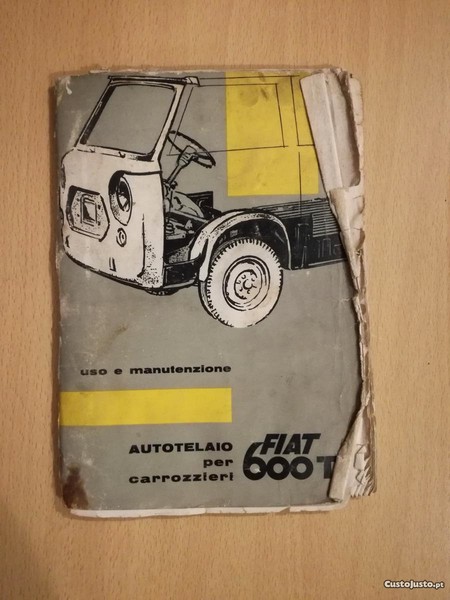 uso e manutenzione
AUTOTELAIO
per
carrozzieri
FIAT
600T
CustoJusto.pt